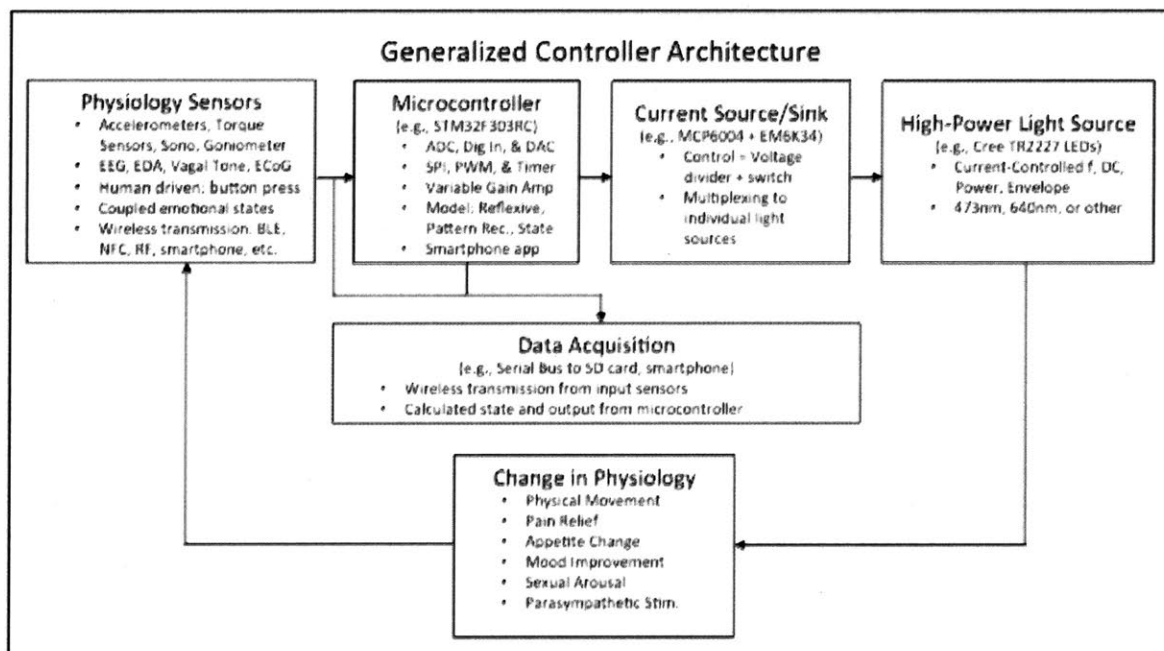 Generalized Controller Architecture
Physiology Sensors
• Accelerometers, Torque
Sensors, Sono, Goniometer
• EEG, EDA, Vagal Tone, ECoG
• Human driven: button press
• Coupled emotional states
• Wireless transmission. BLE,
NFC, RF, smartphone, etc.
Microcontroller
(e.g., STM32F303RC)
• ADC, Dig In, & DAC
• SPI, PWM, & Timer
• Variable Gain Amp
• Model: Reflexive,
Pattern Rec., State
• Smartphone app
Current Source/Sink
(e.g., MCP6004 + EM6K34)
• Control = Voltage
divider + switch
• Multiplexing to
individual light
sources
High-Power Light Source
(e.g., Cree TR2227 LEDs)
• Current-Controlled f, DC,
Power, Envelope
• 473nm, 640nm, or other
Data Acquisition
(e.g., Serial Bus to SD card, smartphone)
• Wireless transmission from input sensors
• Calculated state and output from microcontroller
Change in Physiology
• Physical Movement
• Pain Relief
• Appetite Change
• Mood Improvement
• Sexual Arousal
• Parasympathetic Stim.